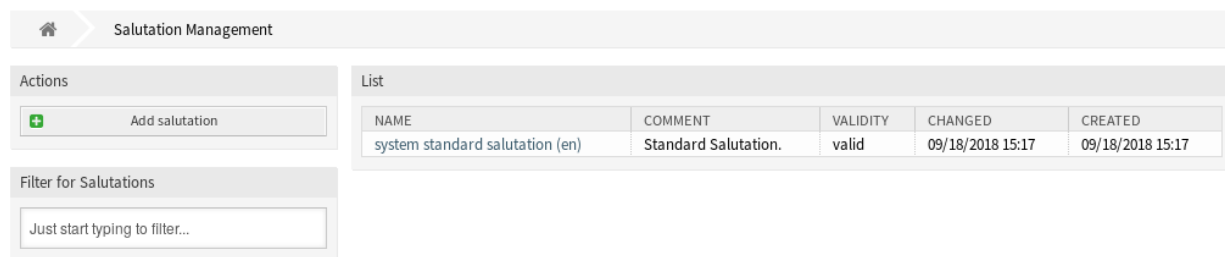 Salutation Management
Actions
Add salutation
Filter for Salutations
Just start typing to filter...
List
NAME COMMENT VALIDITY CHANGED CREATED
system standard salutation (en) Standard Salutation. valid 09/18/2018 15:17 09/18/2018 15:17